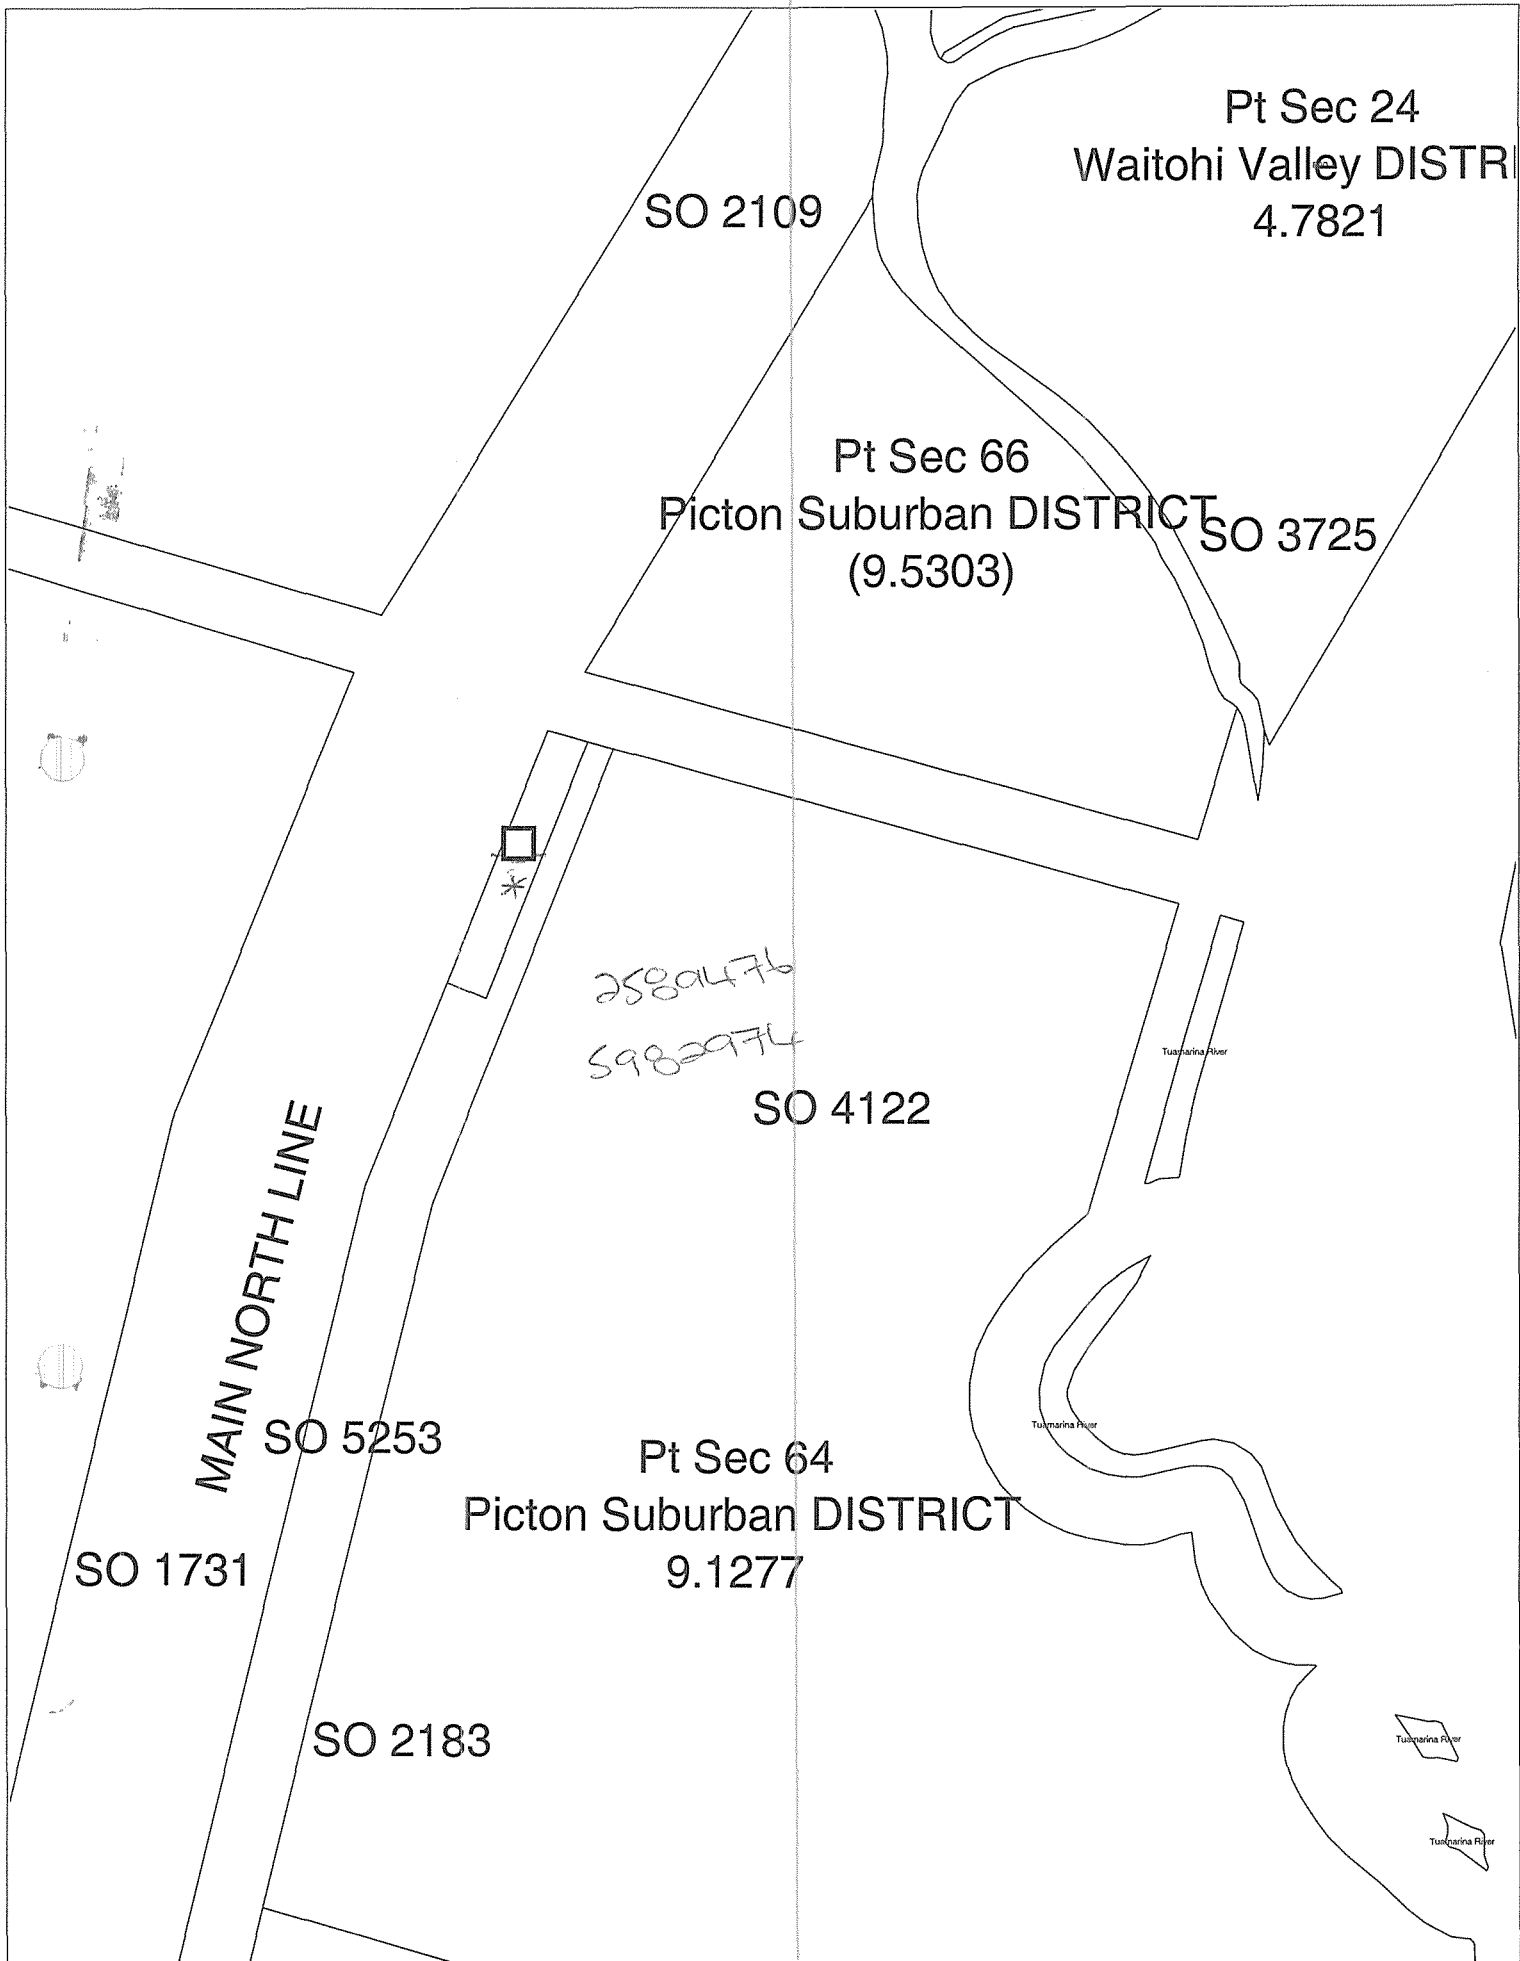 Pt Sec 24
Waitohi Valley DISTRI
4.7821
SO 2109
Pt Sec 66
Picton Suburban DISTRICT
(9.5303)
SO 3725
*
2589476
5982974
Tuamarina River
SO 4122
MAIN NORTH LINE
Tuamarina River
SO 5253
Pt Sec 64
Picton Suburban DISTRICT
9.1277
SO 1731
SO 2183
Tuamarina River
Tuamarina River